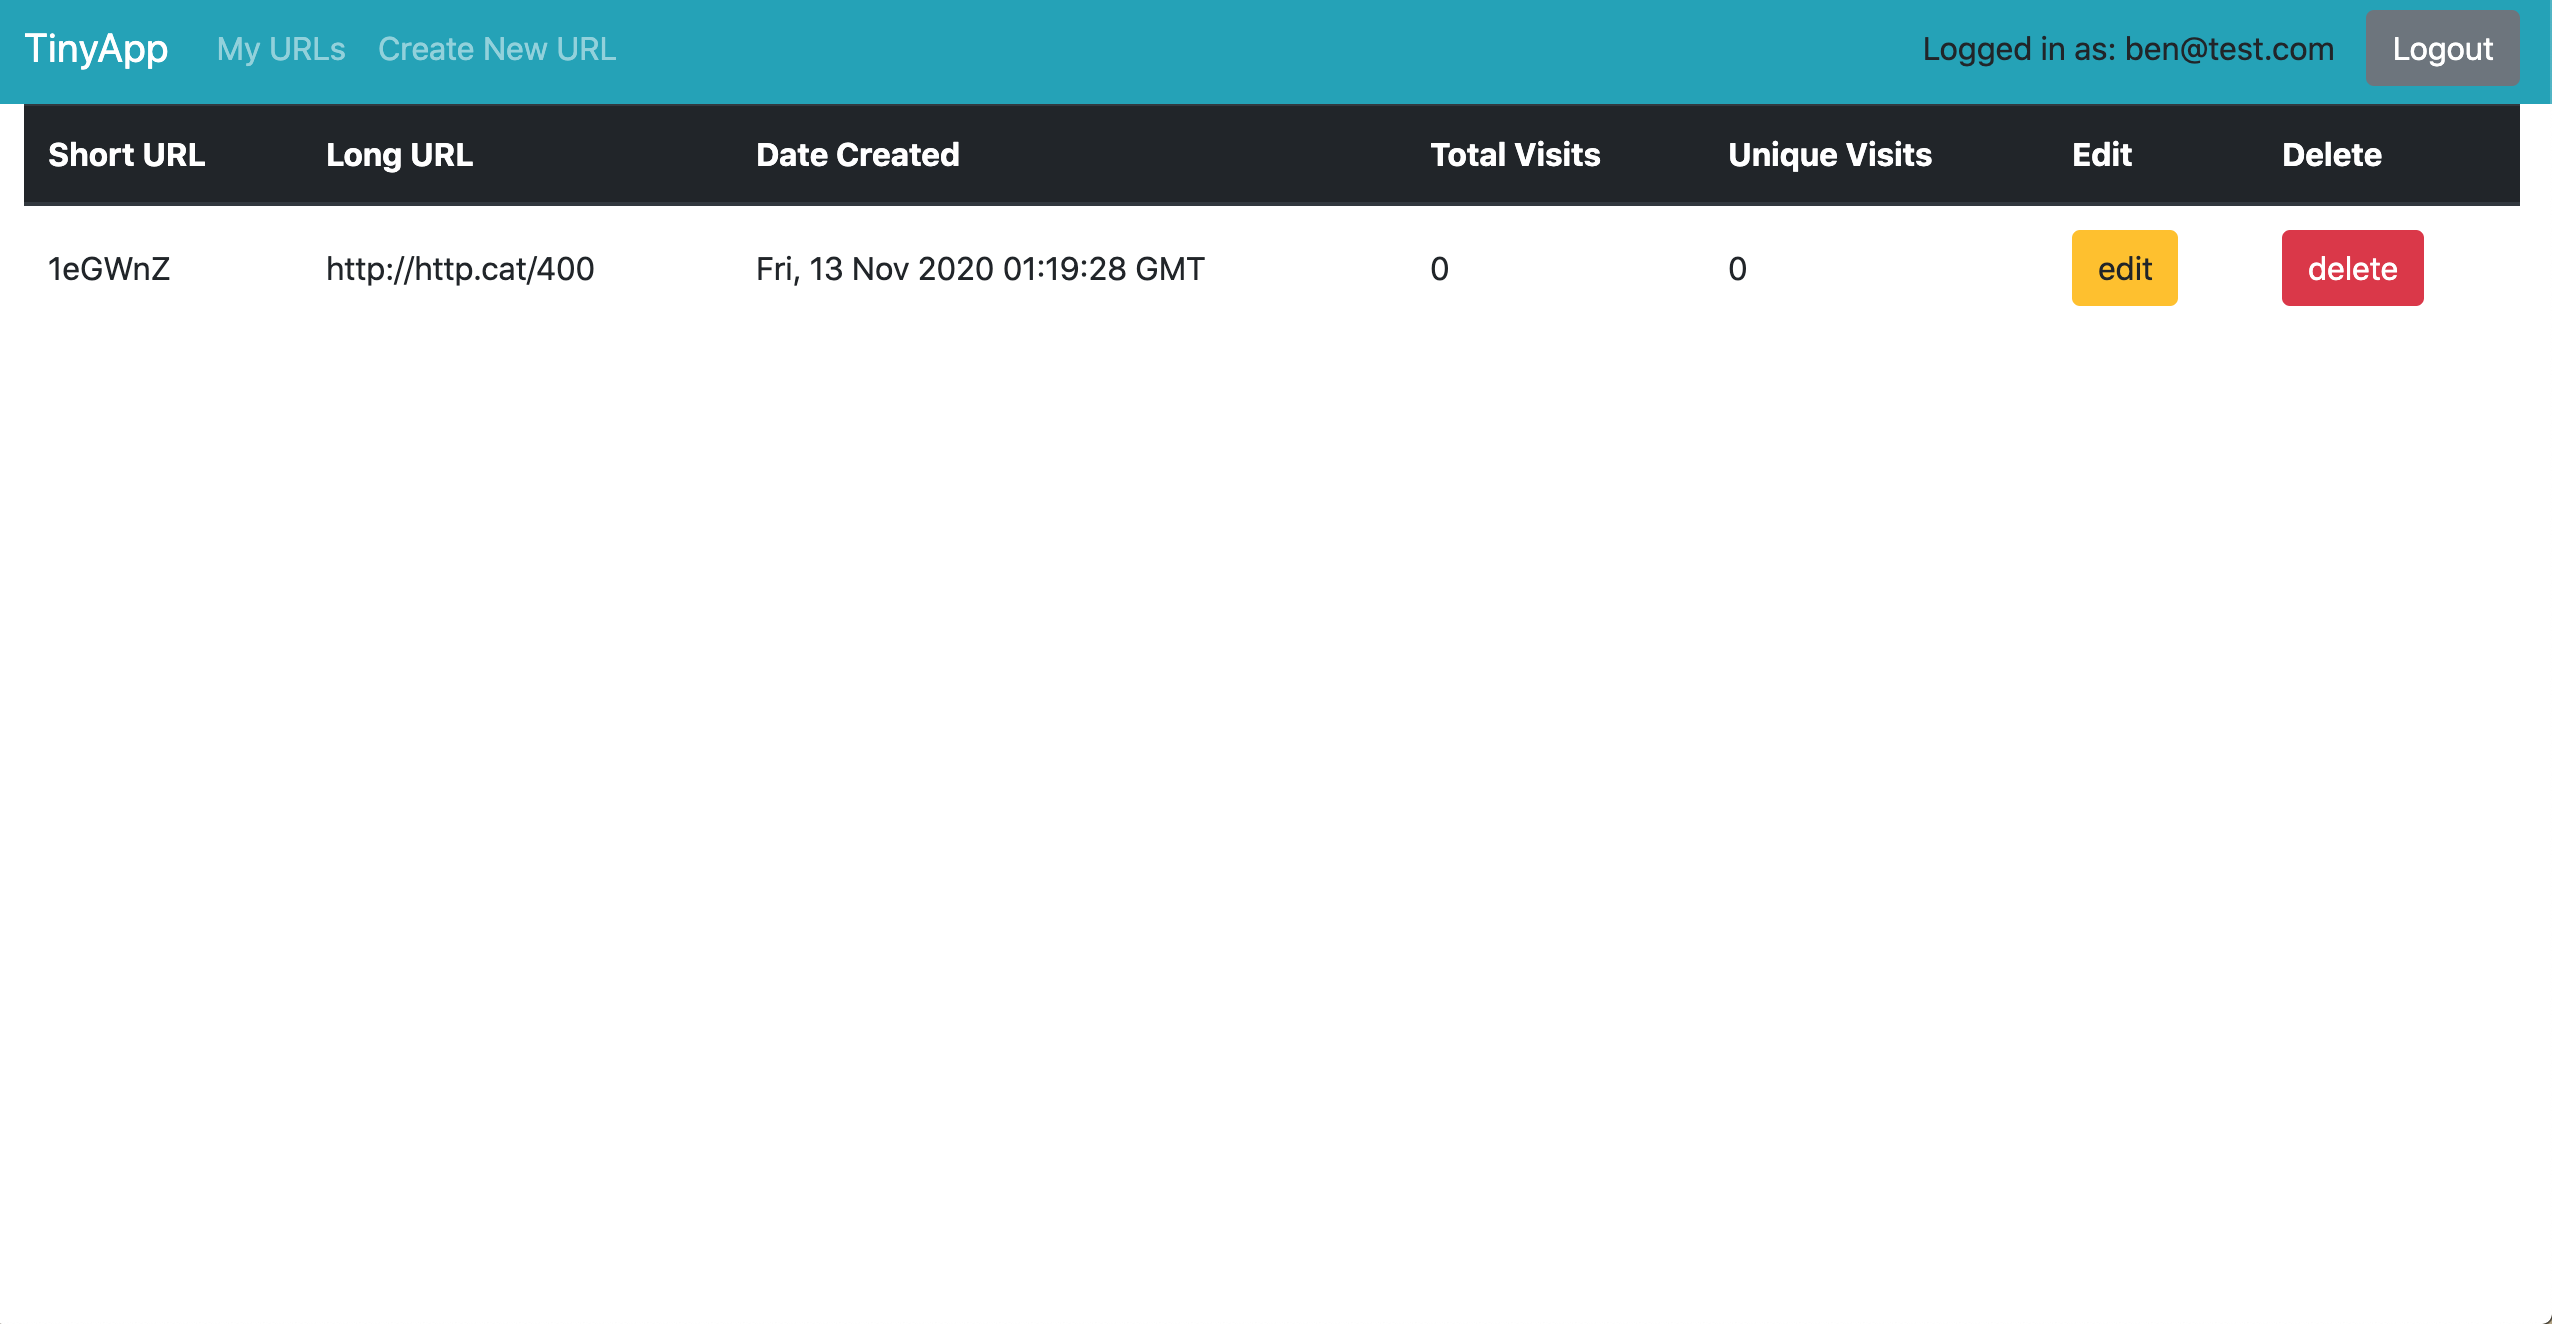 TinyApp My URLs Create New URL Logged in as: ben@test.com Logout
Short URL Long URL Date Created Total Visits Unique Visits Edit Delete
1eGWnZ http://http.cat/400 Fri, 13 Nov 2020 01:19:28 GMT 0 0 edit delete